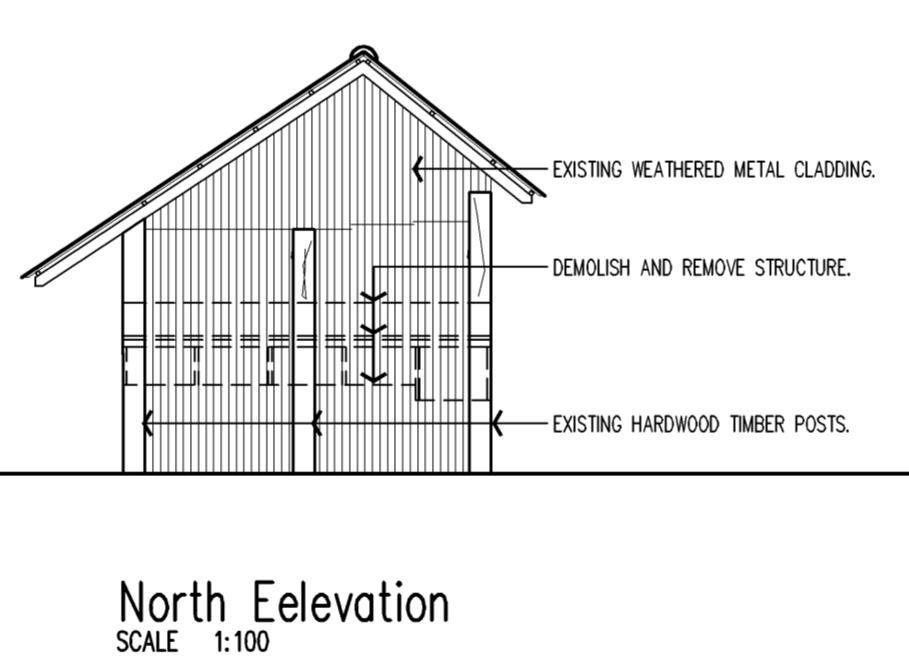 EXISTING WEATHERED METAL CLADDING.
DEMOLISH AND REMOVE STRUCTURE.
EXISTING HARDWOOD TIMBER POSTS.
North Eelevation
SCALE 1:100